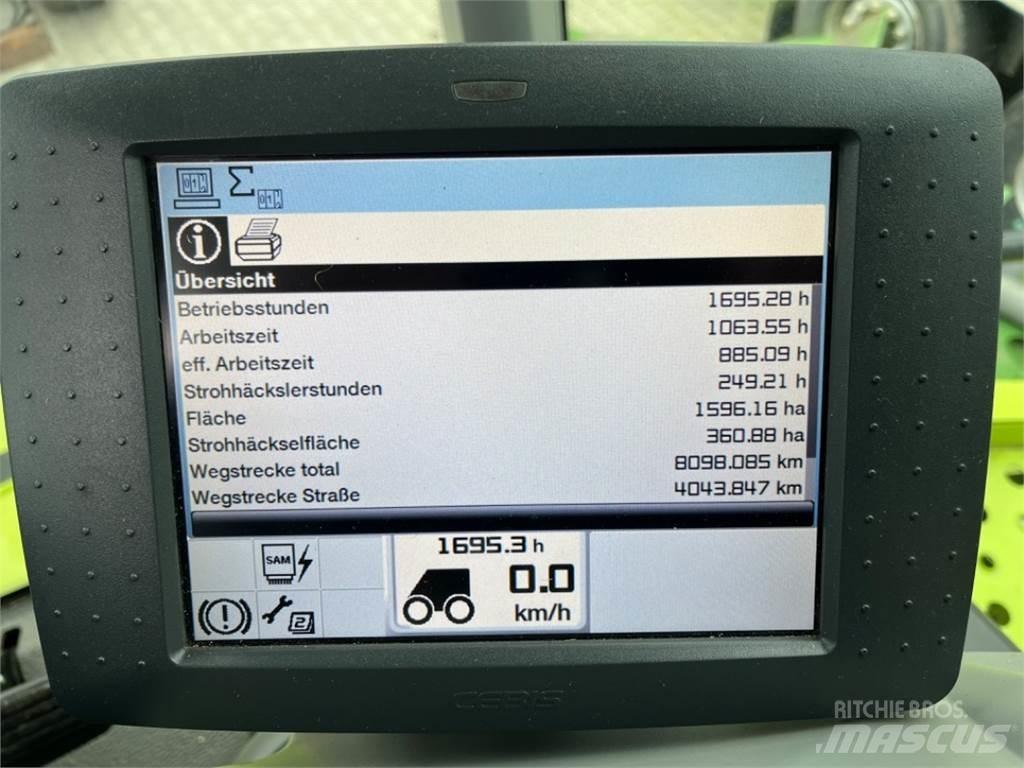 Übersicht
Betriebsstunden 1695.28 h
Arbeitszeit 1063.55 h
eff. Arbeitszeit 885.09 h
Strohhäckslerstunden 249.21 h
Fläche 1596.16 ha
Strohhäckselfläche 360.88 ha
Wegstrecke total 8098.085 km
Wegstrecke Straße 4043.847 km
1695.3 h
SAM
0.0
km/h
2
CEBIS
RITCHIE BROS.
MASCUS